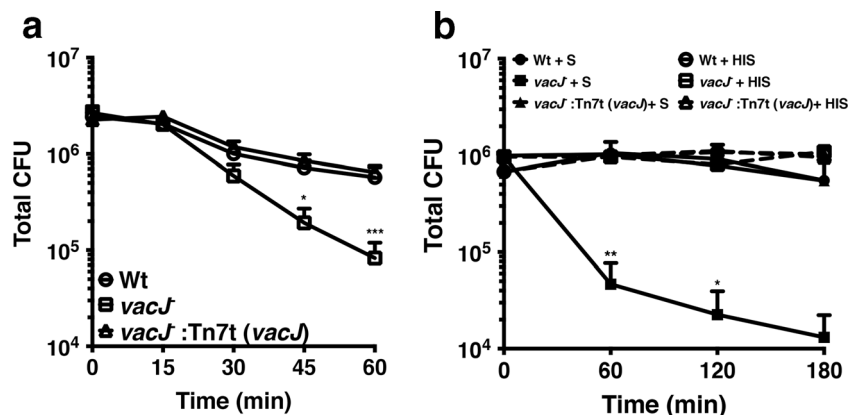 a
Total CFU
10⁷
10⁶
10⁵
10⁴
0 15 30 45 60
Time (min)
*
***
Wt
vacJ⁻
vacJ⁻ :Tn7t (vacJ)
b
Total CFU
10⁷
10⁶
10⁵
10⁴
0 60 120 180
Time (min)
Wt + S
vacJ⁻ + S
vacJ⁻ :Tn7t (vacJ)+ S
Wt + HIS
vacJ⁻ + HIS
vacJ⁻ :Tn7t (vacJ)+ HIS
**
*